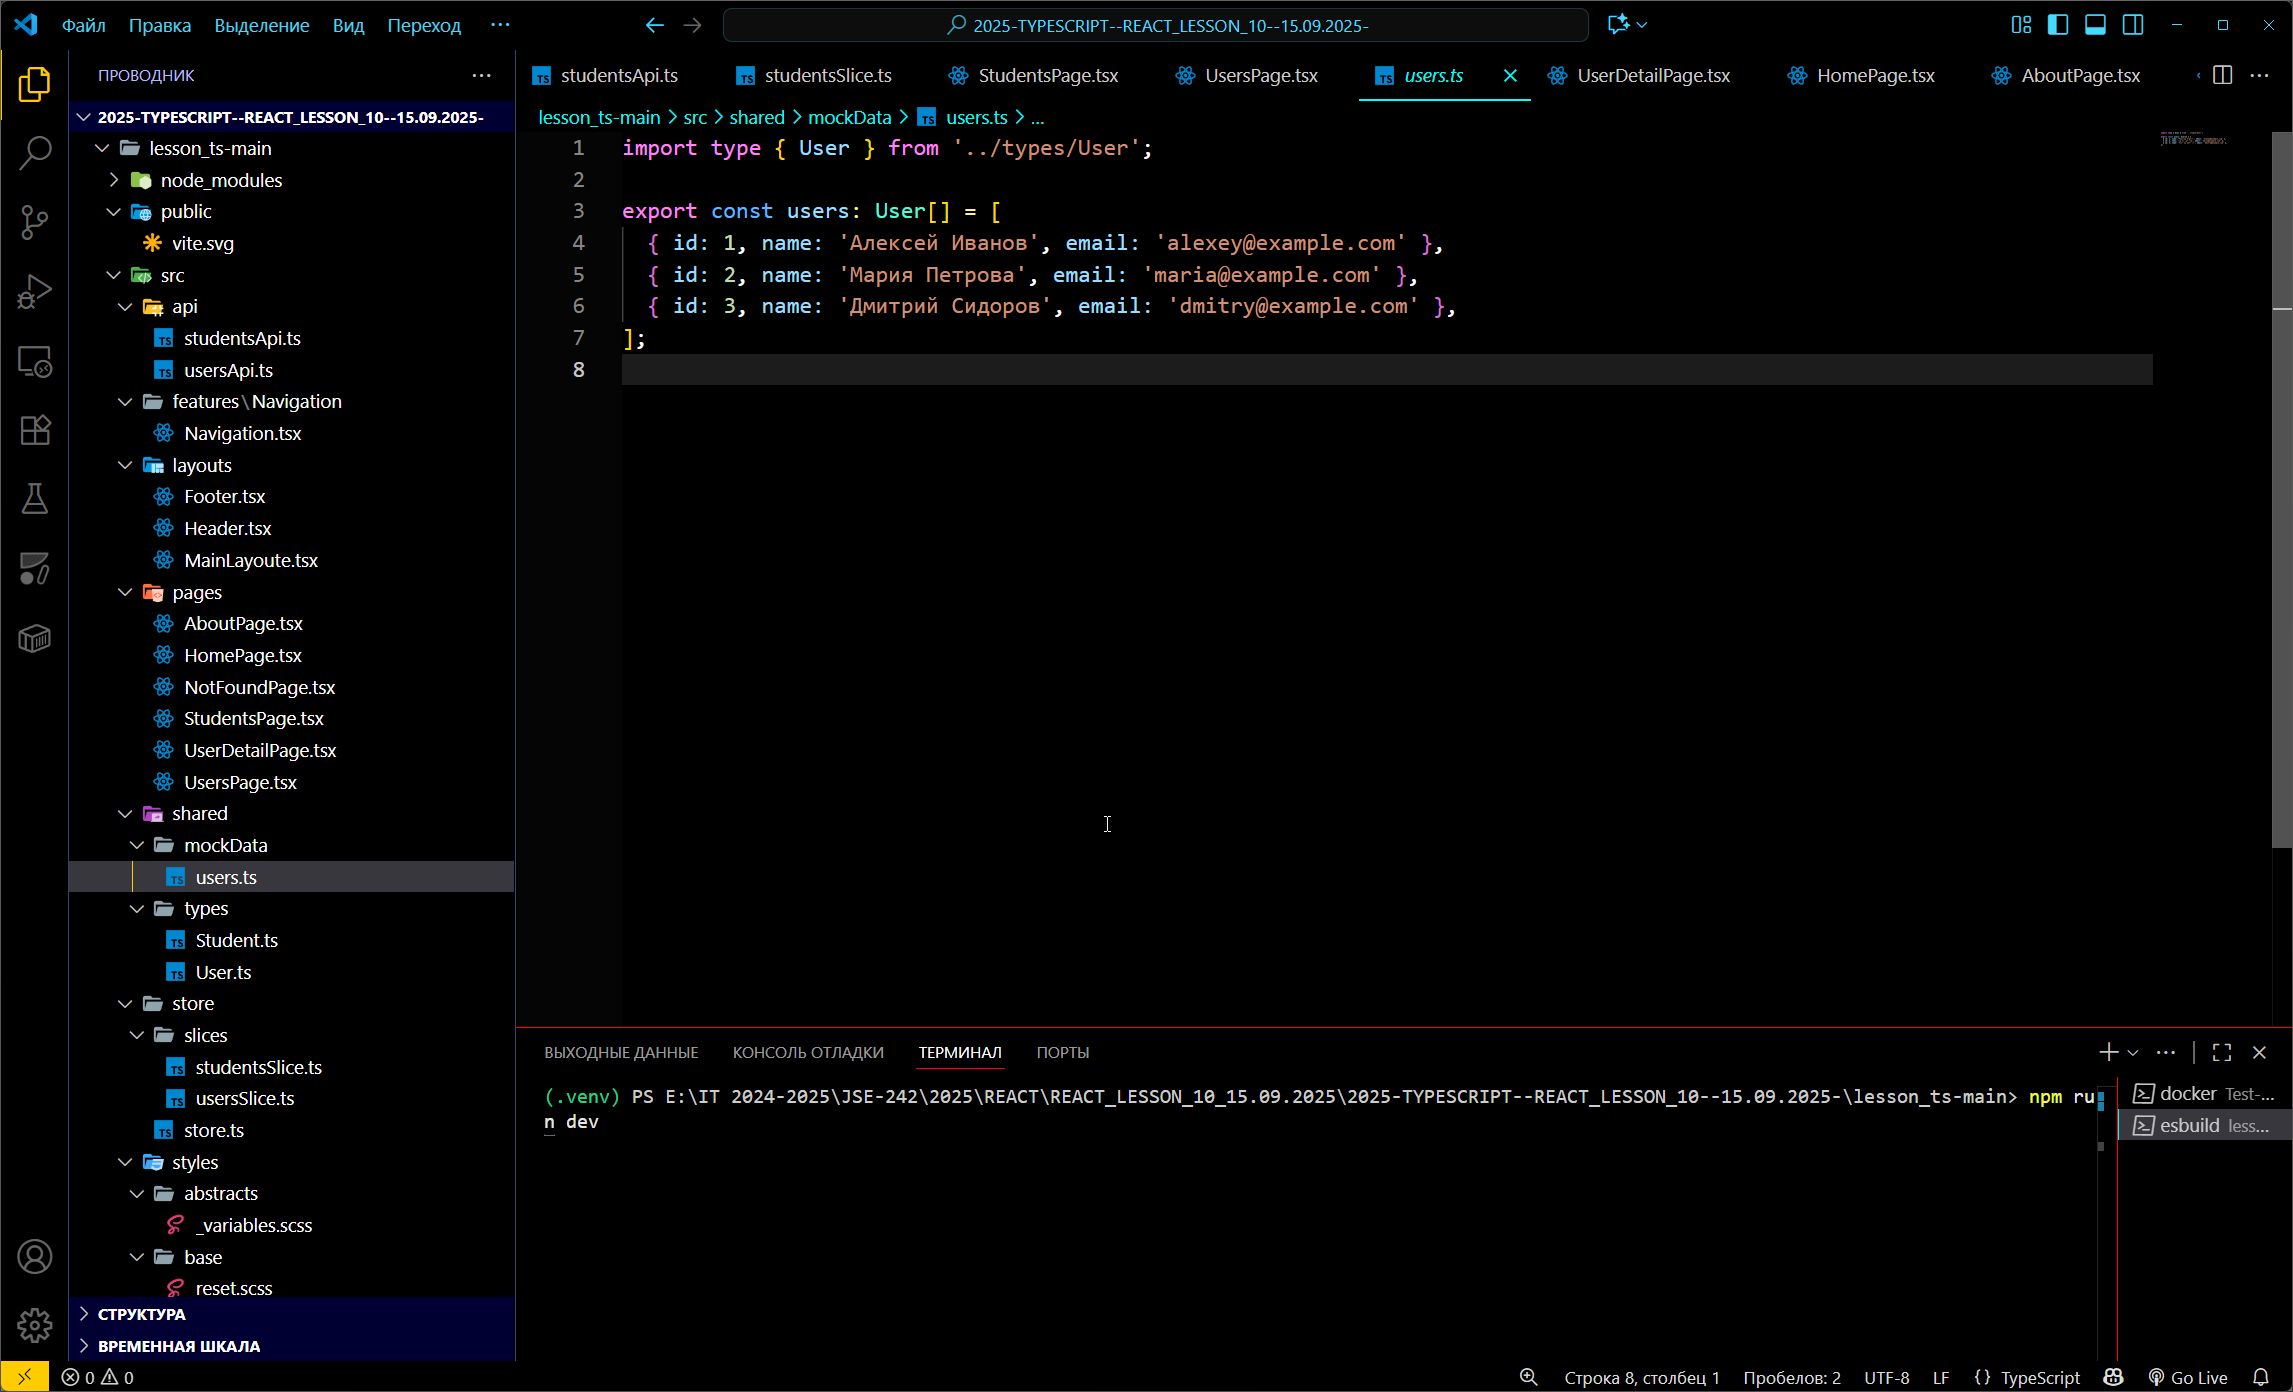 Файл Правка Выделение Вид Переход ···
2025-TYPESCRIPT--REACT_LESSON_10--15.09.2025-
ПРОВОДНИК
2025-TYPESCRIPT--REACT_LESSON_10--15.09.2025-
lesson_ts-main
node_modules
public
vite.svg
src
api
studentsApi.ts
usersApi.ts
features\Navigation
Navigation.tsx
layouts
Footer.tsx
Header.tsx
MainLayoute.tsx
pages
AboutPage.tsx
HomePage.tsx
NotFoundPage.tsx
StudentsPage.tsx
UserDetailPage.tsx
UsersPage.tsx
shared
mockData
users.ts
types
Student.ts
User.ts
store
slices
studentsSlice.ts
usersSlice.ts
store.ts
styles
abstracts
_variables.scss
base
reset.scss
СТРУКТУРА
ВРЕМЕННАЯ ШКАЛА
studentsApi.ts studentsSlice.ts StudentsPage.tsx UsersPage.tsx users.ts UserDetailPage.tsx HomePage.tsx AboutPage.tsx
lesson_ts-main > src > shared > mockData > TS users.ts > ...
1 import type { User } from '../types/User';
2
3 export const users: User[] = [
4 { id: 1, name: 'Алексей Иванов', email: 'alexey@example.com' },
5 { id: 2, name: 'Мария Петрова', email: 'maria@example.com' },
6 { id: 3, name: 'Дмитрий Сидоров', email: 'dmitry@example.com' },
7 ];
8
ВЫХОДНЫЕ ДАННЫЕ КОНСОЛЬ ОТЛАДКИ ТЕРМИНАЛ ПОРТЫ
(.venv) PS E:\IT 2024-2025\JSE-242\2025\REACT\REACT_LESSON_10_15.09.2025\2025-TYPESCRIPT--REACT_LESSON_10--15.09.2025-\lesson_ts-main> npm ru
n dev
docker Test-...
esbuild less...
0 0
Строка 8, столбец 1 Пробелов: 2 UTF-8 LF {} TypeScript Go Live